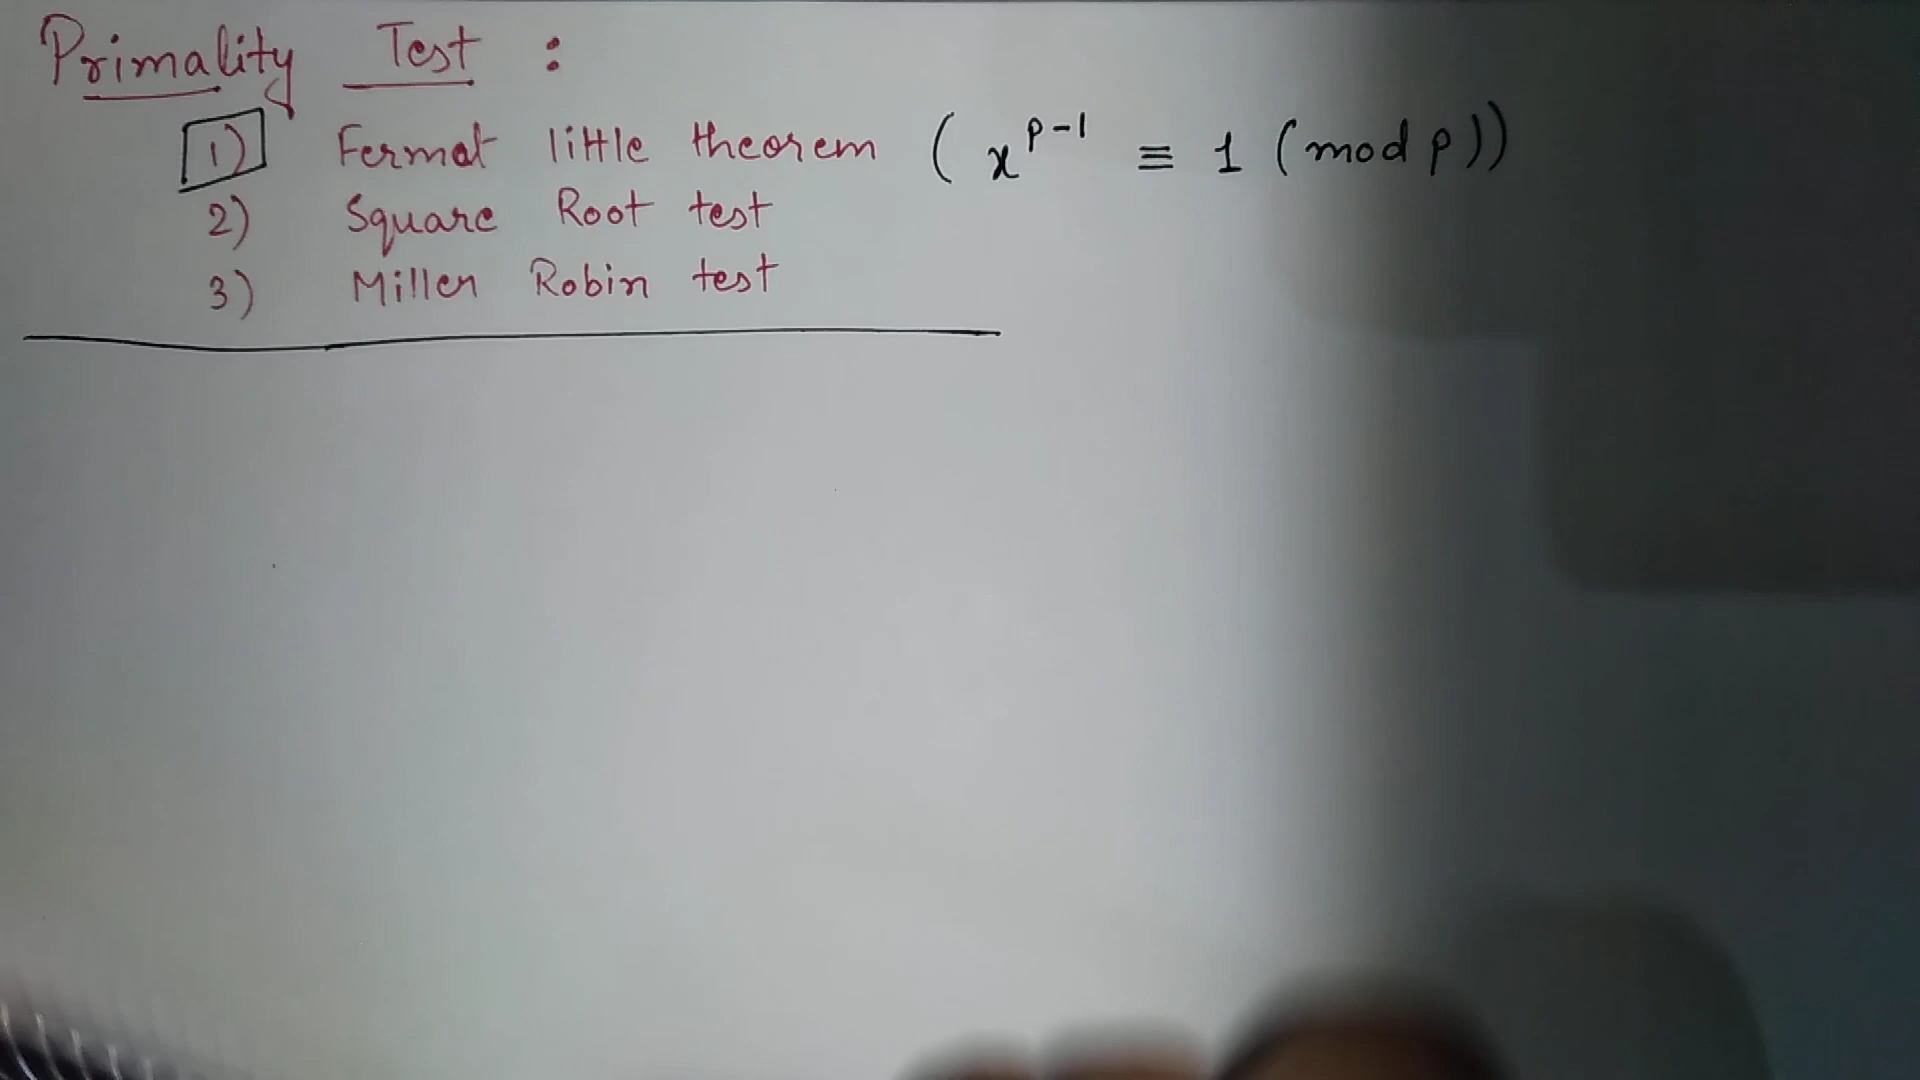 Primality Test :
1) Fermat little theorem ( x^{p-1} ≡ 1 (mod p))
2) Square Root test
3) Miller Robin test